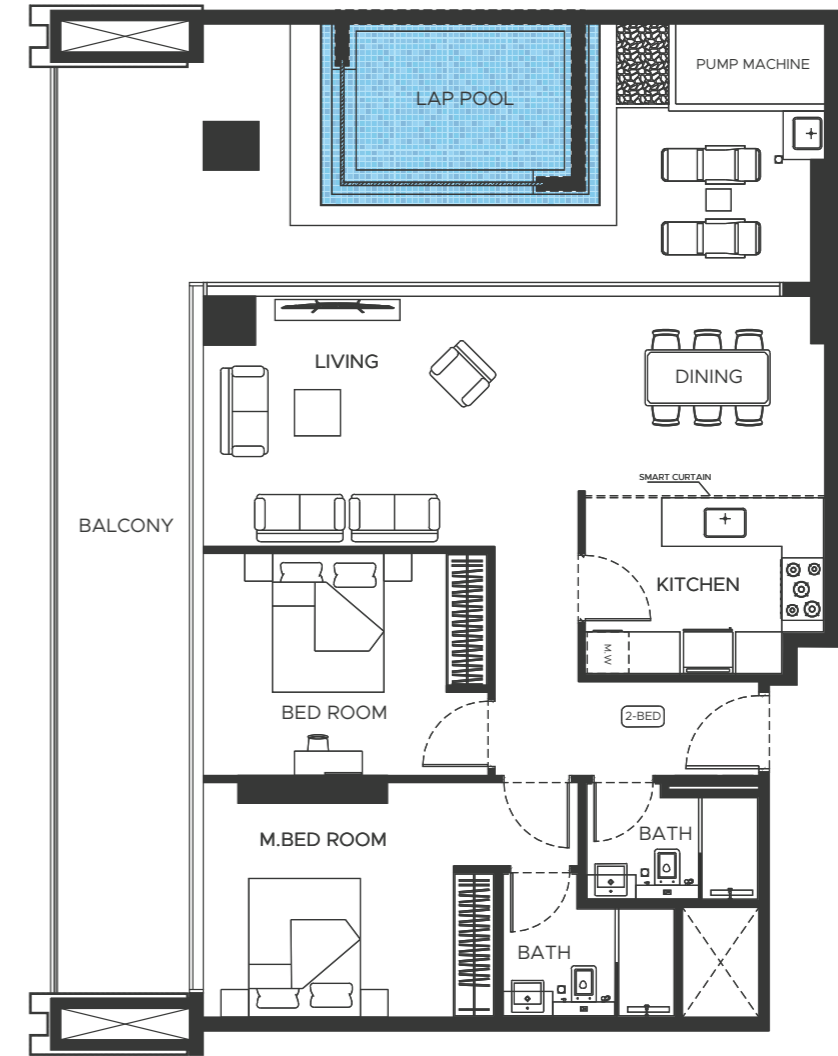 PUMP MACHINE
LAP POOL
LIVING
DINING
SMART CURTAIN
BALCONY
KITCHEN
M.W
BED ROOM
2-BED
BATH
M.BED ROOM
BATH